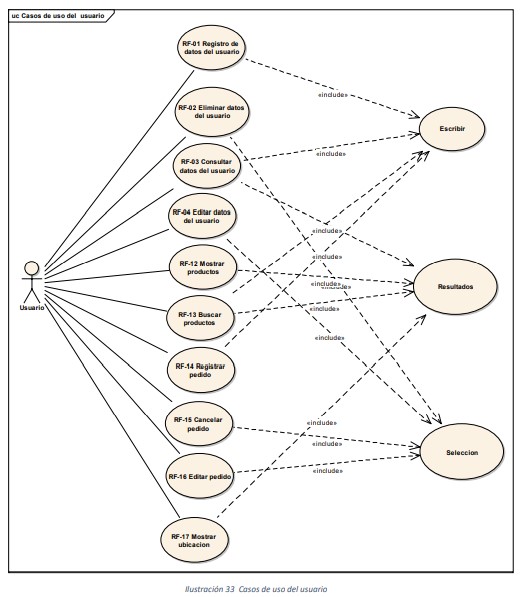 uc Casos de uso del usuario
RF-01 Registro de
datos del usuario
«include»
RF-02 Eliminar datos
del usuario
Escribir
«include»
RF-03 Consultar
datos del usuario
RF-04 Editar datos
del usuario
«include»
«include»
RF-12 Mostrar
productos
Usuario
«include»
«include»
Resultados
RF-13 Buscar
productos
«include»
RF-14 Registrar
pedido
RF-15 Cancelar
pedido
«include»
«include»
Seleccion
RF-16 Editar pedido
«include»
RF-17 Mostrar
ubicacion
Ilustración 33 Casos de uso del usuario